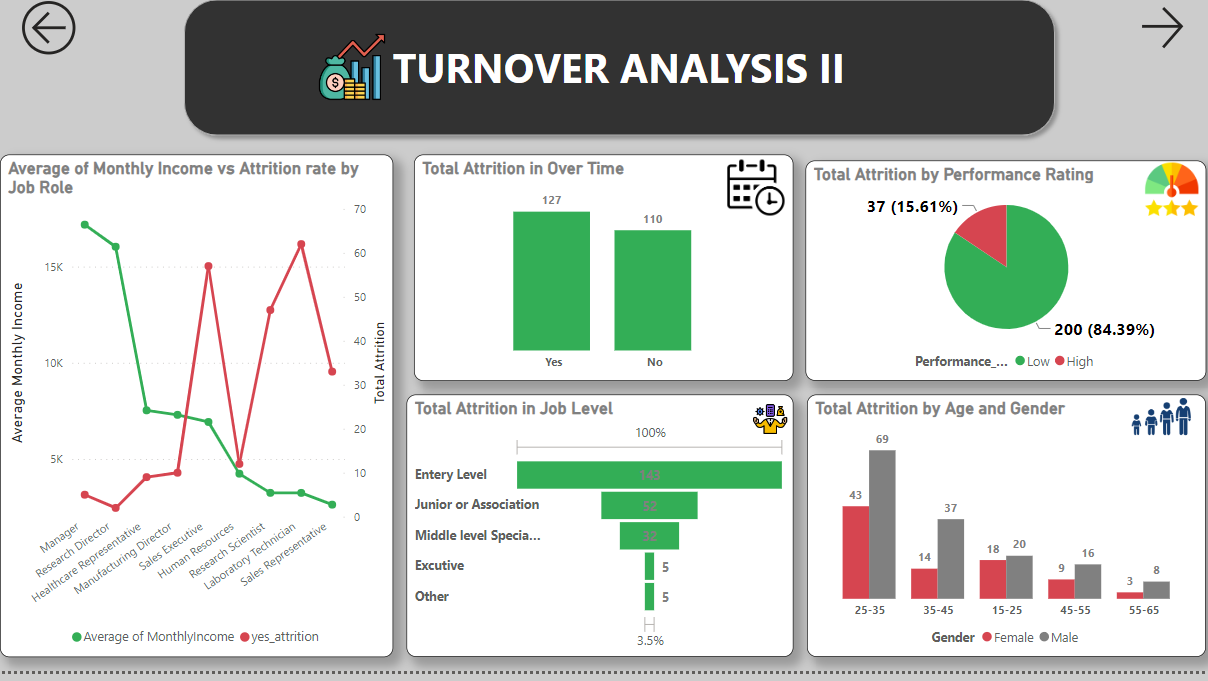 TURNOVER ANALYSIS II
Average of Monthly Income vs Attrition rate by
Job Role
70
60
50
40
30
20
10
0
15K
10K
5K
Average Monthly Income
Total Attrition
Manager
Research Director
Healthcare Representative
Manufacturing Director
Sales Executive
Human Resources
Research Scientist
Laboratory Technician
Sales Representative
Average of MonthlyIncome yes_attrition
Total Attrition in Over Time
127
110
Yes No
Total Attrition by Performance Rating
37 (15.61%)
200 (84.39%)
Performance_... Low High
Total Attrition in Job Level
100%
Entery Level 143
Junior or Association 52
Middle level Specia... 32
Excutive 5
Other 5
3.5%
Total Attrition by Age and Gender
43 69
14 37
18 20
9 16
3 8
25-35 35-45 15-25 45-55 55-65
Gender Female Male